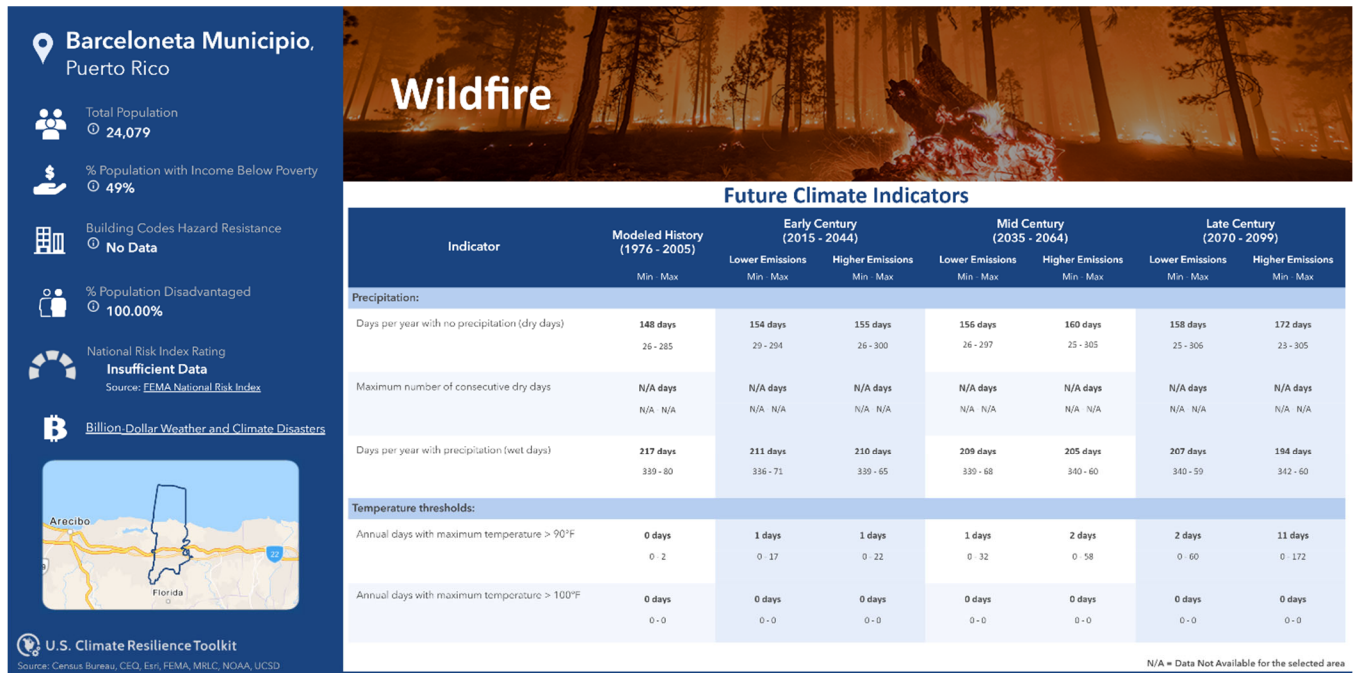 Barceloneta Municipio,
Puerto Rico
Total Population
24,079
% Population with Income Below Poverty
49%
Building Codes Hazard Resistance
No Data
% Population Disadvantaged
100.00%
National Risk Index Rating
Insufficient Data
Source: FEMA National Risk Index
Billion-Dollar Weather and Climate Disasters
Arecibo
22
Florida
U.S. Climate Resilience Toolkit
Source: Census Bureau, CEQ, Esri, FEMA, MRLC, NOAA, UCSD
Wildfire
Future Climate Indicators
Indicator
Modeled History
(1976 - 2005)
Min - Max
Early Century
(2015 - 2044)
Lower Emissions Higher Emissions
Min - Max Min - Max
Mid Century
(2035 - 2064)
Lower Emissions Higher Emissions
Min - Max Min - Max
Late Century
(2070 - 2099)
Lower Emissions Higher Emissions
Min - Max Min - Max
Precipitation:
Days per year with no precipitation (dry days) 148 days 154 days 155 days 156 days 160 days 158 days 172 days
26 - 285 29 - 294 26 - 300 26 - 297 25 - 305 25 - 306 23 - 305
Maximum number of consecutive dry days N/A days N/A days N/A days N/A days N/A days N/A days N/A days
N/A - N/A N/A N/A N/A N/A N/A N/A N/A N/A N/A N/A N/A N/A
Days per year with precipitation (wet days) 217 days 211 days 210 days 209 days 205 days 207 days 194 days
339 - 80 336 - 71 339 - 65 339 - 68 340 - 60 340 - 59 342 - 60
Temperature thresholds:
Annual days with maximum temperature > 90°F 0 days 1 days 1 days 1 days 2 days 2 days 11 days
0 - 2 0 - 17 0 - 22 0 - 32 0 - 58 0 - 60 0 - 172
Annual days with maximum temperature > 100°F 0 days 0 days 0 days 0 days 0 days 0 days 0 days
0 - 0 0 - 0 0 - 0 0 - 0 0 - 0 0 - 0 0 - 0
N/A = Data Not Available for the selected area